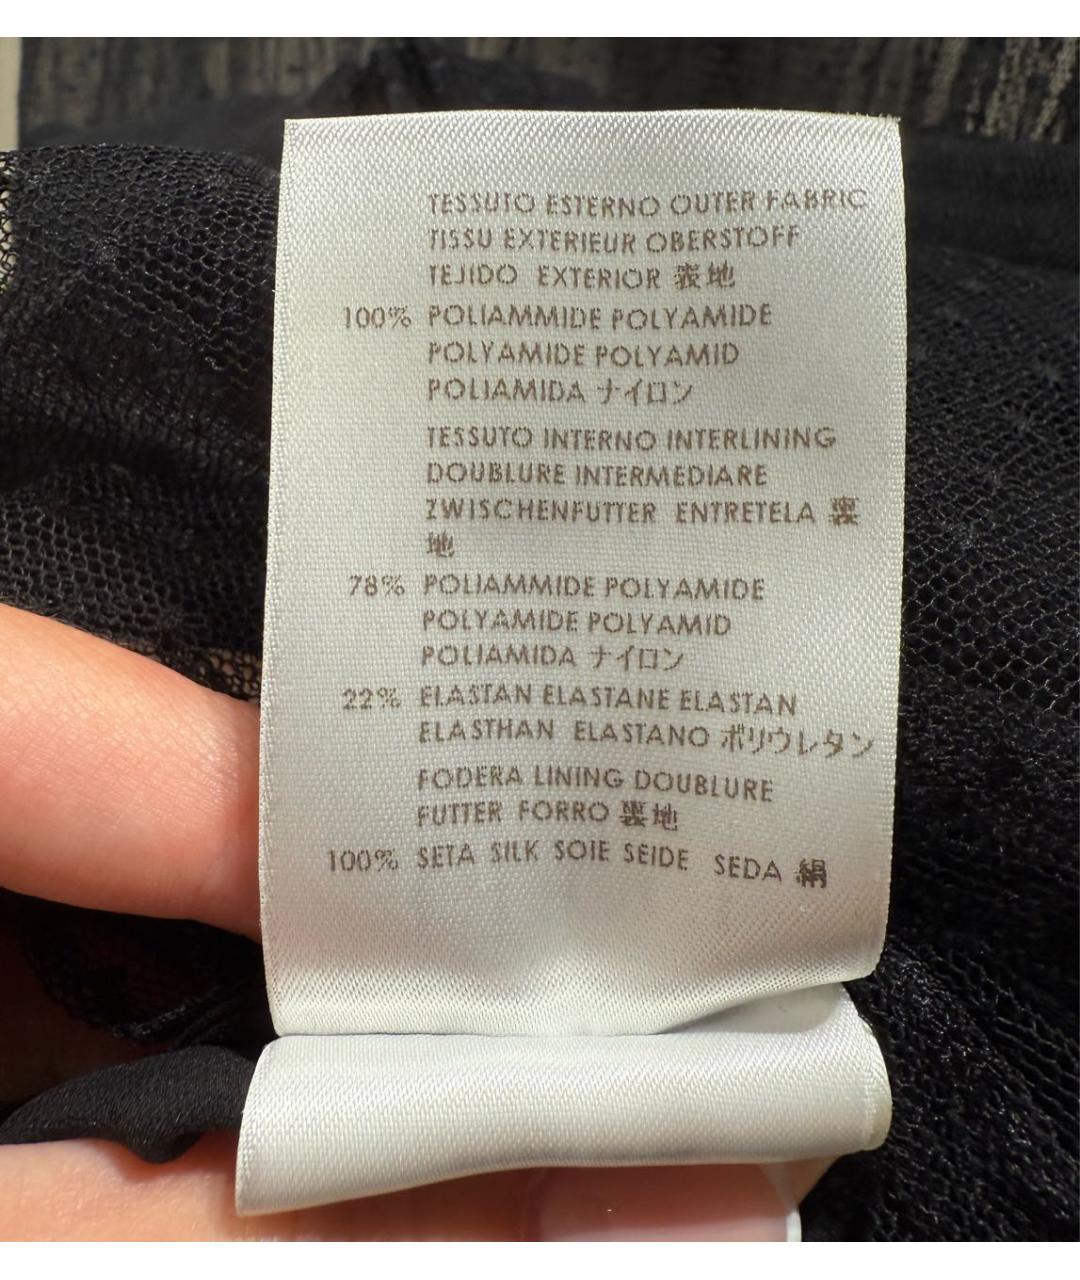 TESSUTO ESTERNO OUTER FABRIC
TISSU EXTERIEUR OBERSTOFF
TEJIDO EXTERIOR 表地
100% POLIAMMIDE POLYAMIDE
POLYAMIDE POLYAMID
POLIAMIDA ナイロン
TESSUTO INTERNO INTERLINING
DOUBLURE INTERMEDIARE
ZWISCHENFUTTER ENTRETELA 裏
地
78% POLIAMMIDE POLYAMIDE
POLYAMIDE POLYAMID
POLIAMIDA ナイロン
22% ELASTAN ELASTANE ELASTAN
ELASTHAN ELASTANO ポリウレタン
FODERA LINING DOUBLURE
FUTTER FORRO 裏地
100% SETA SILK SOIE SEIDE SEDA 絹